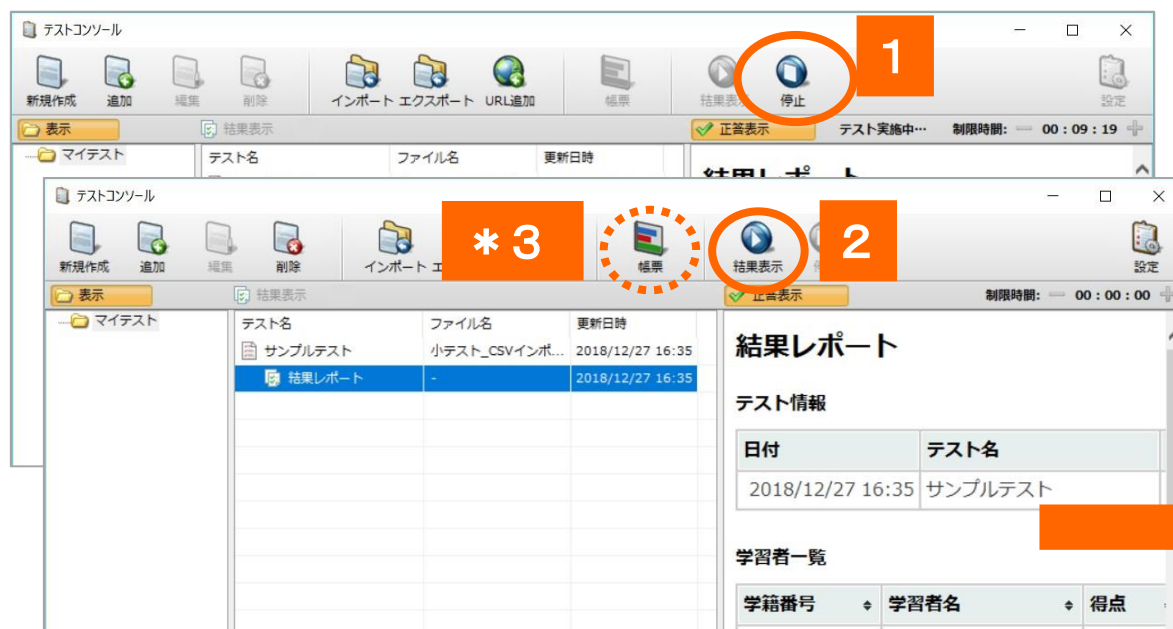 テストコンソール
新規作成 追加 編集 削除 インポート エクスポート URL追加 帳票 結果表示 停止 1 設定
表示 結果表示 正答表示 テスト実施中… 制限時間: 00 : 09 : 19
マイテスト テスト名 ファイル名 更新日時
結果レポート
テストコンソール
新規作成 追加 編集 削除 インポート エ *3 帳票 結果表示 2 設定
表示 結果表示 正答表示 制限時間: 00 : 00 : 00
マイテスト テスト名 ファイル名 更新日時
サンプルテスト 小テスト_CSVインポ... 2018/12/27 16:35
結果レポート - 2018/12/27 16:35
結果レポート
テスト情報
日付 テスト名
2018/12/27 16:35 サンプルテスト
学習者一覧
学籍番号 学習者名 得点